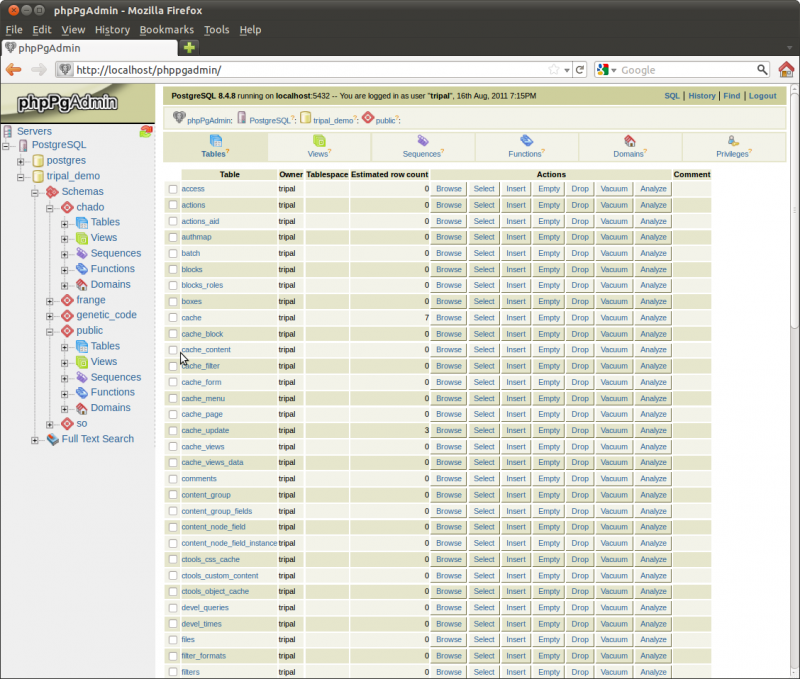 phpPgAdmin - Mozilla Firefox
File Edit View History Bookmarks Tools Help
phpPgAdmin
http://localhost/phppgadmin/
Google
phpPgAdmin
Servers
PostgreSQL
postgres
tripal_demo
Schemas
chado
Tables
Views
Sequences
Functions
Domains
frange
genetic_code
public
Tables
Views
Sequences
Functions
Domains
so
Full Text Search
PostgreSQL 8.4.8 running on localhost:5432 -- You are logged in as user "tripal", 16th Aug, 2011 7:15PM
SQL | History | Find | Logout
phpPgAdmin: PostgreSQL?: tripal_demo?: public?:
Tables? Views? Sequences? Functions? Domains? Privileges?
Table Owner Tablespace Estimated row count Actions Comment
access tripal 0 Browse Select Insert Empty Drop Vacuum Analyze
actions tripal 0 Browse Select Insert Empty Drop Vacuum Analyze
actions_aid tripal 0 Browse Select Insert Empty Drop Vacuum Analyze
authmap tripal 0 Browse Select Insert Empty Drop Vacuum Analyze
batch tripal 0 Browse Select Insert Empty Drop Vacuum Analyze
blocks tripal 0 Browse Select Insert Empty Drop Vacuum Analyze
blocks_roles tripal 0 Browse Select Insert Empty Drop Vacuum Analyze
boxes tripal 0 Browse Select Insert Empty Drop Vacuum Analyze
cache tripal 7 Browse Select Insert Empty Drop Vacuum Analyze
cache_block tripal 0 Browse Select Insert Empty Drop Vacuum Analyze
cache_content tripal 0 Browse Select Insert Empty Drop Vacuum Analyze
cache_filter tripal 0 Browse Select Insert Empty Drop Vacuum Analyze
cache_form tripal 0 Browse Select Insert Empty Drop Vacuum Analyze
cache_menu tripal 0 Browse Select Insert Empty Drop Vacuum Analyze
cache_page tripal 0 Browse Select Insert Empty Drop Vacuum Analyze
cache_update tripal 3 Browse Select Insert Empty Drop Vacuum Analyze
cache_views tripal 0 Browse Select Insert Empty Drop Vacuum Analyze
cache_views_data tripal 0 Browse Select Insert Empty Drop Vacuum Analyze
comments tripal 0 Browse Select Insert Empty Drop Vacuum Analyze
content_group tripal 0 Browse Select Insert Empty Drop Vacuum Analyze
content_group_fields tripal 0 Browse Select Insert Empty Drop Vacuum Analyze
content_node_field tripal 0 Browse Select Insert Empty Drop Vacuum Analyze
content_node_field_instance tripal 0 Browse Select Insert Empty Drop Vacuum Analyze
ctools_css_cache tripal 0 Browse Select Insert Empty Drop Vacuum Analyze
ctools_custom_content tripal 0 Browse Select Insert Empty Drop Vacuum Analyze
ctools_object_cache tripal 0 Browse Select Insert Empty Drop Vacuum Analyze
devel_queries tripal 0 Browse Select Insert Empty Drop Vacuum Analyze
devel_times tripal 0 Browse Select Insert Empty Drop Vacuum Analyze
files tripal 0 Browse Select Insert Empty Drop Vacuum Analyze
filter_formats tripal 0 Browse Select Insert Empty Drop Vacuum Analyze
filters tripal 0 Browse Select Insert Empty Drop Vacuum Analyze